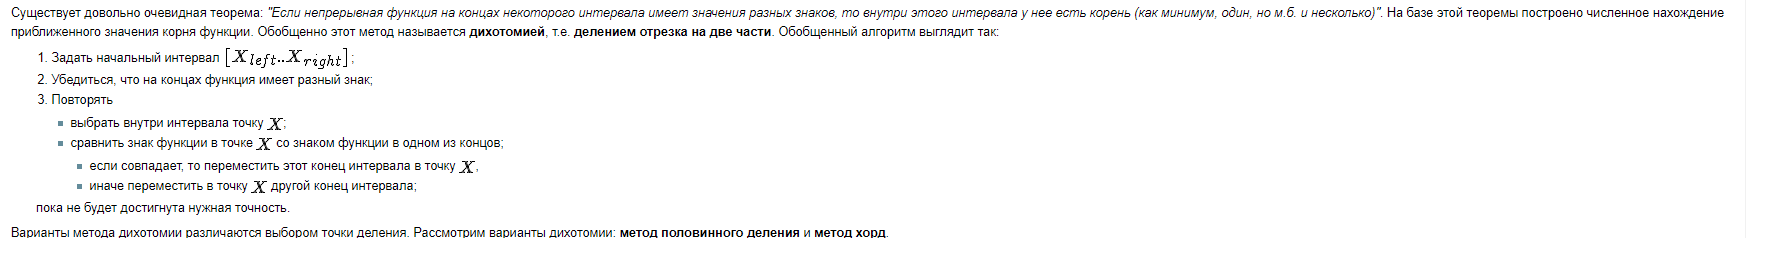 Существует довольно очевидная теорема: "Если непрерывная функция на концах некоторого интервала имеет значения разных знаков, то внутри этого интервала у нее есть корень (как минимум, один, но м.б. и несколько)". На базе этой теоремы построено численное нахождение
приближенного значения корня функции. Обобщенно этот метод называется дихотомией, т.е. делением отрезка на две части. Обобщенный алгоритм выглядит так:
1. Задать начальный интервал [X_left..X_right];
2. Убедиться, что на концах функция имеет разный знак;
3. Повторять
выбрать внутри интервала точку X;
сравнить знак функции в точке X со знаком функции в одном из концов;
если совпадает, то переместить этот конец интервала в точку X,
иначе переместить в точку X другой конец интервала;
пока не будет достигнута нужная точность.
Варианты метода дихотомии различаются выбором точки деления. Рассмотрим варианты дихотомии: метод половинного деления и метод хорд.